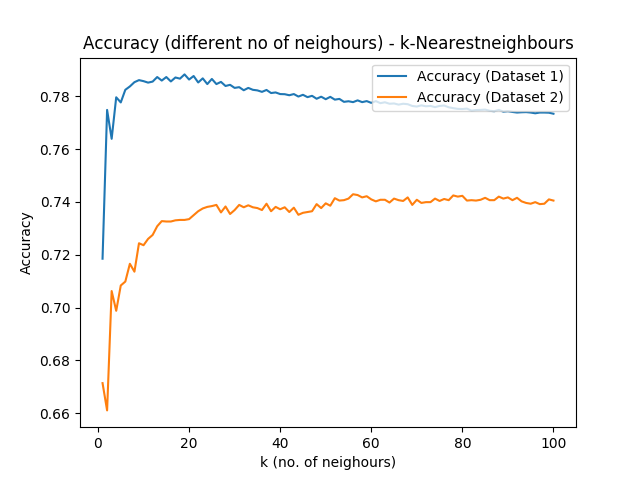 Accuracy (different no of neighours) - k-Nearestneighbours
Accuracy (Dataset 1)
Accuracy (Dataset 2)
0.78
0.76
0.74
0.72
0.70
0.68
0.66
Accuracy
0
20
40
60
80
100
k (no. of neighours)